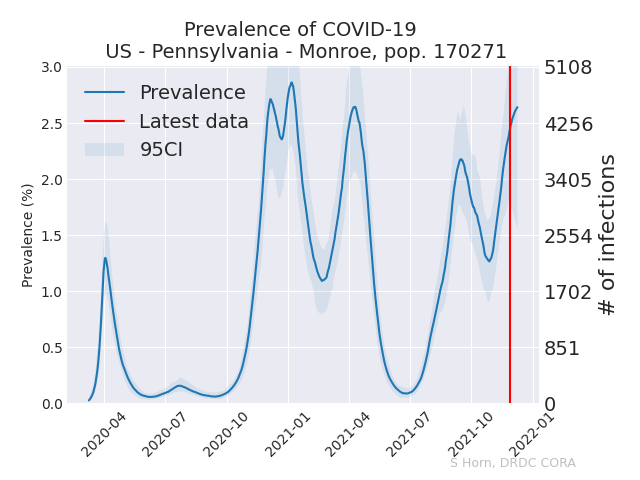 Prevalence of COVID-19
US - Pennsylvania - Monroe, pop. 170271
Prevalence
Latest data
95CI
Prevalence (%)
3.0
2.5
2.0
1.5
1.0
0.5
0.0
5108
4256
3405
2554
1702
851
0
# of infections
2020-04
2020-07
2020-10
2021-01
2021-04
2021-07
2021-10
2022-01
S Horn, DRDC CORA